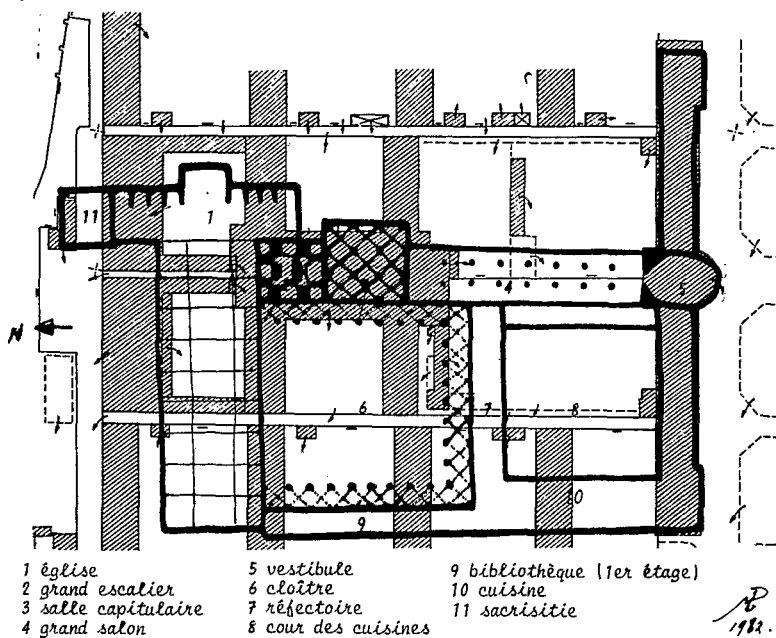 11
1
4
5
N
6
7
8
9
10
1 église
2 grand escalier
3 salle capitulaire
4 grand salon
5 vestibule
6 cloître
7 réfectoire
8 cour des cuisines
9 bibliothèque (1er étage)
10 cuisine
11 sacrisitie
1982.